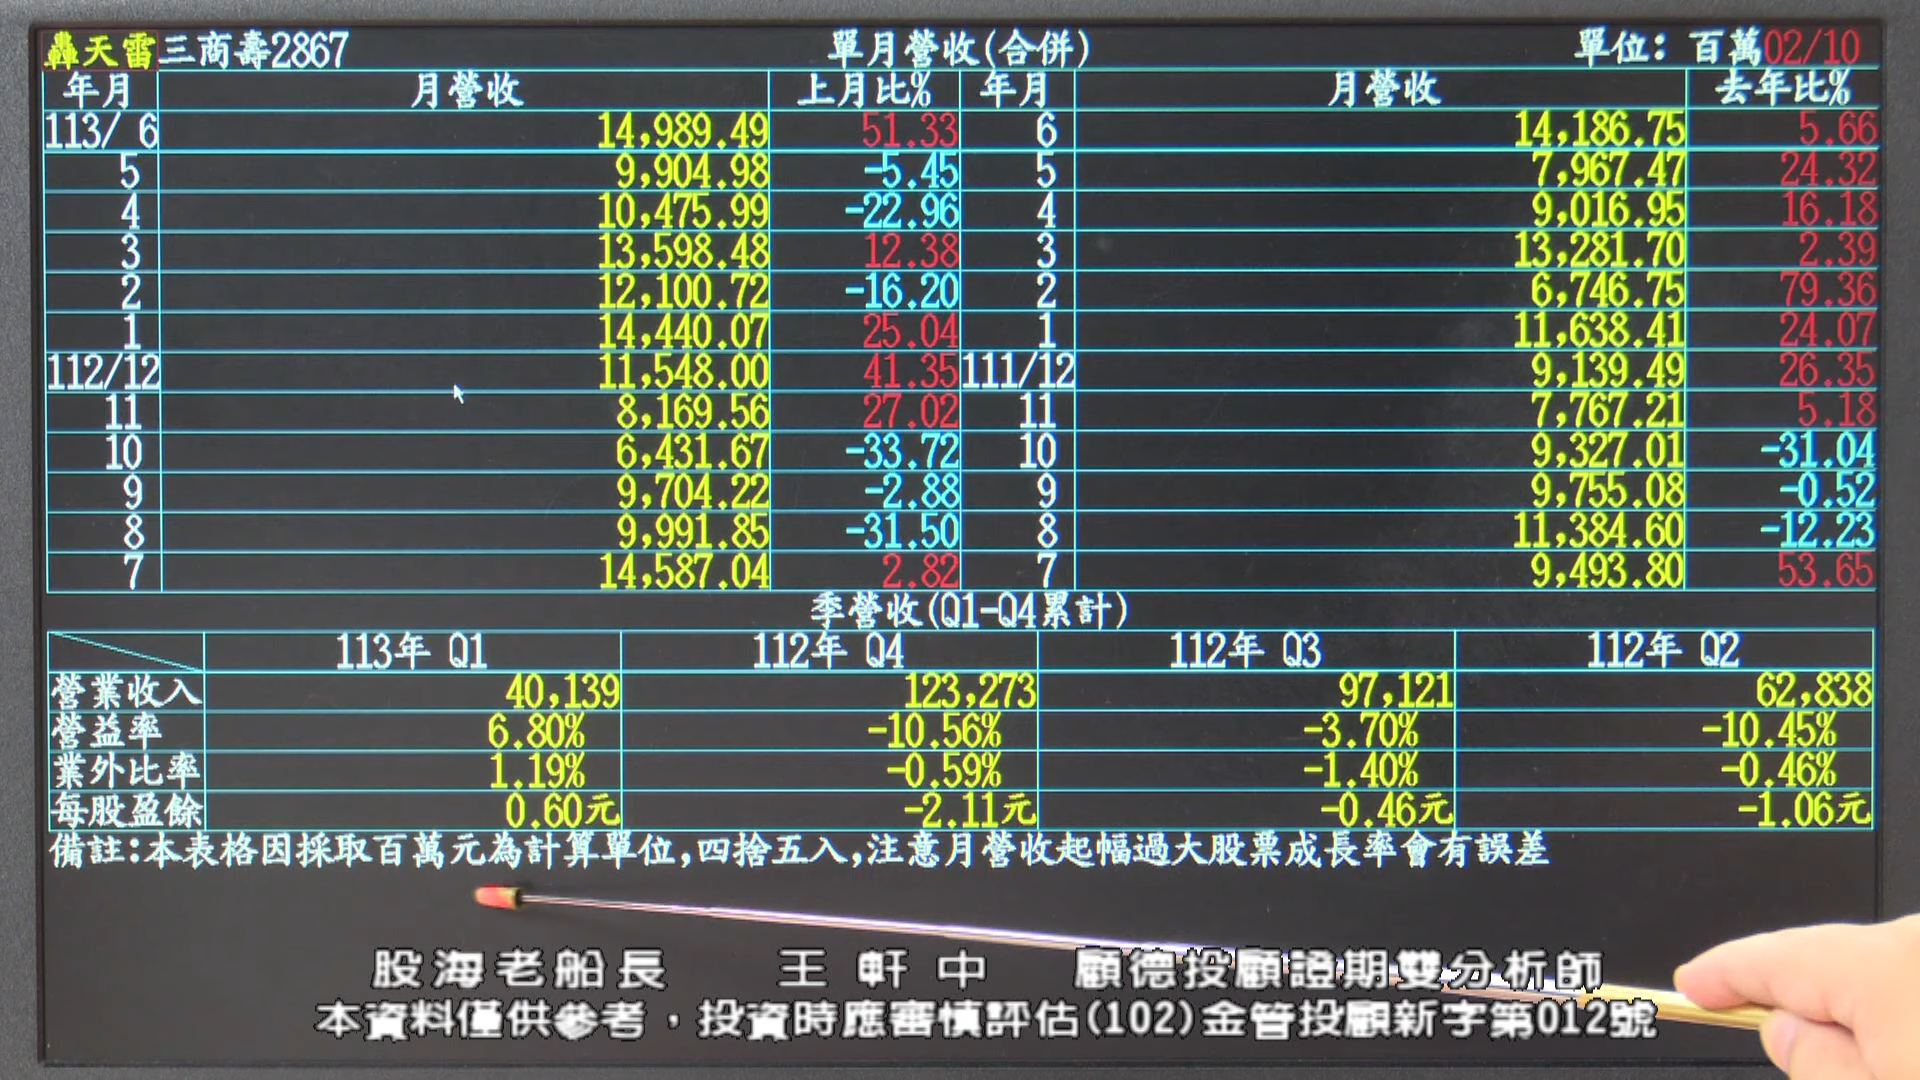 轟天雷三商壽2867 單月營收(合併) 單位：百萬02/10
年月 月營收 上月比% 年月 月營收 去年比%
113/ 6 14,989.49 51.33 6 14,186.75 5.66
5 9,904.98 -5.45 5 7,967.47 24.32
4 10,475.99 -22.96 4 9,016.95 16.18
3 13,598.48 12.38 3 13,281.70 2.39
2 12,100.72 -16.20 2 6,746.75 79.36
1 14,440.07 25.04 1 11,638.41 24.07
112/12 11,548.00 41.35 111/12 9,139.49 26.35
11 8,169.56 27.02 11 7,767.21 5.18
10 6,431.67 -33.72 10 9,327.01 -31.04
9 9,704.22 -2.88 9 9,755.08 -0.52
8 9,991.85 -31.50 8 11,384.60 -12.23
7 14,587.04 2.82 7 9,493.80 53.65
季營收(Q1-Q4累計)
113年 Q1 112年 Q4 112年 Q3 112年 Q2
營業收入 40,139 123,273 97,121 62,838
營益率 6.80% -10.56% -3.70% -10.45%
業外比率 1.19% -0.59% -1.40% -0.46%
每股盈餘 0.60元 -2.11元 -0.46元 -1.06元
備註:本表格因採取百萬元為計算單位,四捨五入,注意月營收起幅過大股票成長率會有誤差
股海老船長 王軒中 顧德投顧證期雙分析師
本資料僅供參考，投資時應審慎評估(102)金管投顧新字第012號